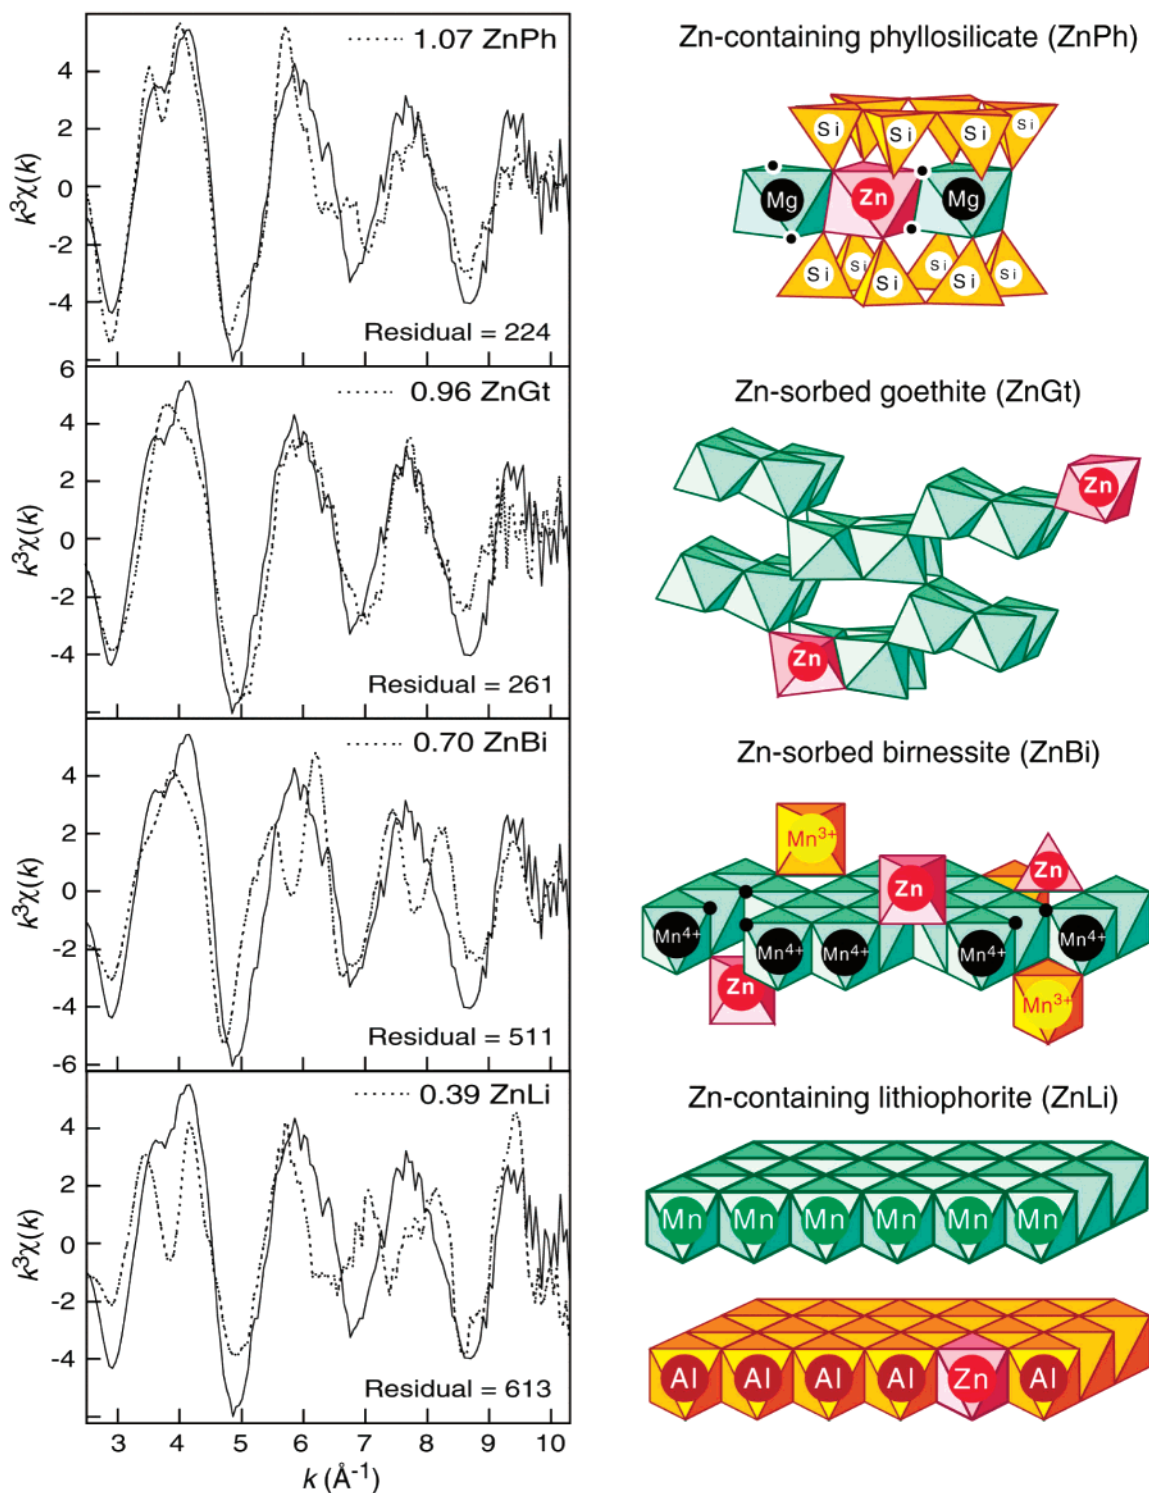 1.07 ZnPh
4
2
0
-2
-4
6
k³χ(k)
Residual = 224
Zn-containing phyllosilicate (ZnPh)
Si Si Si Si
Mg Zn Mg
Si Si Si Si Si Si
0.96 ZnGt
4
2
0
-2
-4
k³χ(k)
Residual = 261
Zn-sorbed goethite (ZnGt)
Zn
Zn
0.70 ZnBi
4
2
0
-2
-4
-6
k³χ(k)
Residual = 511
Zn-sorbed birnessite (ZnBi)
Mn³⁺
Zn
Zn
Mn⁴⁺ Mn⁴⁺ Mn⁴⁺ Mn⁴⁺ Mn⁴⁺
Zn
Mn³⁺
0.39 ZnLi
4
2
0
-2
-4
k³χ(k)
Residual = 613
3 4 5 6 7 8 9 10
k (Å⁻¹)
Zn-containing lithiophorite (ZnLi)
Mn Mn Mn Mn Mn Mn
Al Al Al Al Zn Al